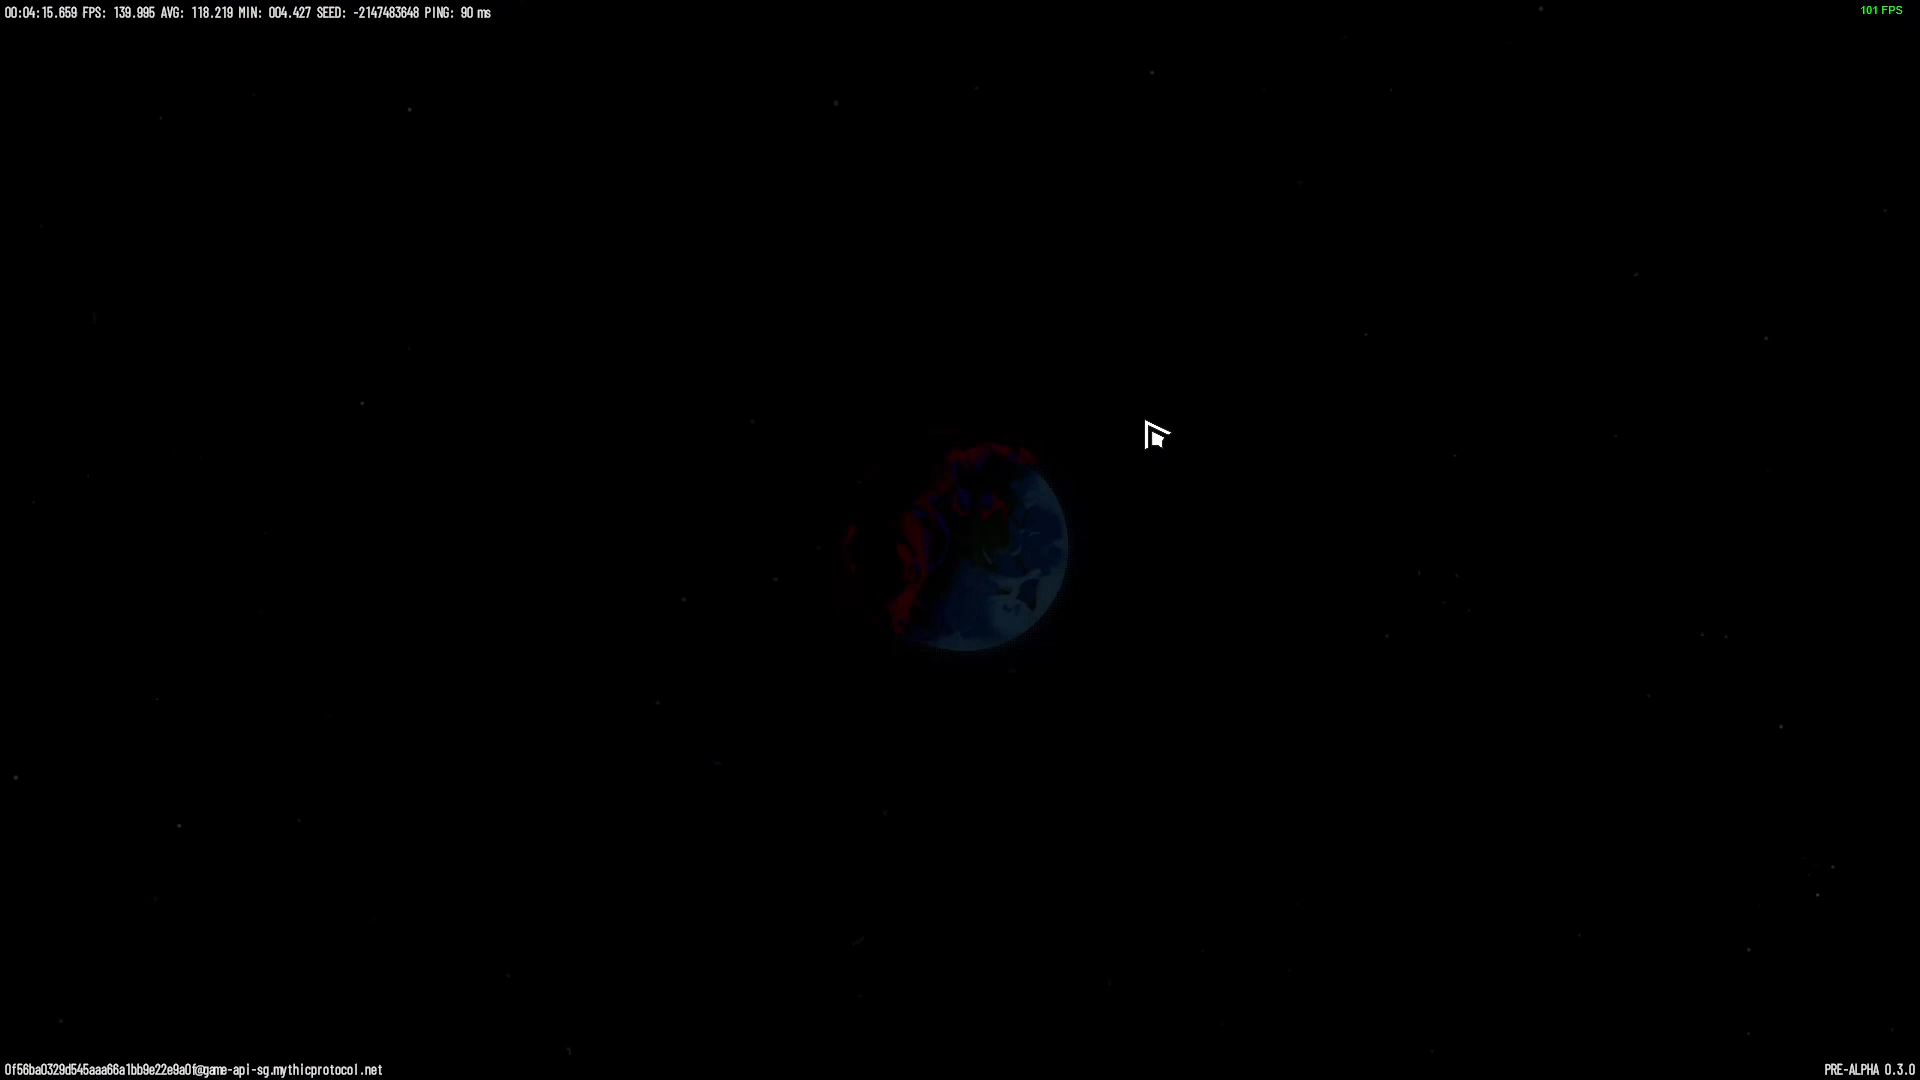 00:04:15.659 FPS: 139.995 AVG: 118.219 MIN: 004.427 SEED: -2147483648 PING: 90 ms
101 FPS
0f56ba0329d545aaa66a1bb9e22e9a0f@game-api-sg.mythicprotocol.net
PRE-ALPHA 0.3.0